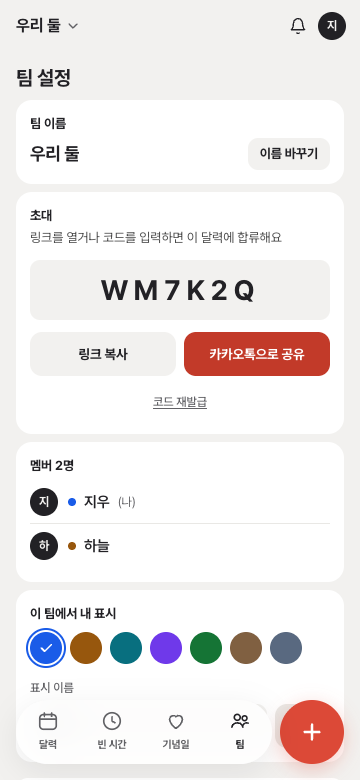 우리 둘
지
팀 설정
팀 이름
우리 둘
이름 바꾸기
초대
링크를 열거나 코드를 입력하면 이 달력에 합류해요
WM7K2Q
링크 복사
카카오톡으로 공유
코드 재발급
멤버 2명
지 지우 (나)
하 하늘
이 팀에서 내 표시
표시 이름
달력
빈 시간
기념일
팀